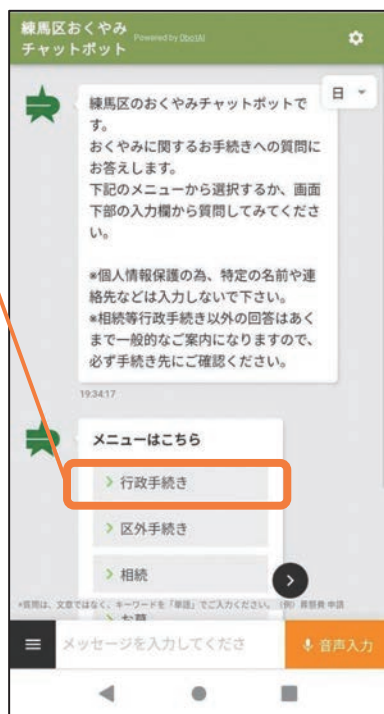 練馬区おくやみ
チャットボット
Powered by ObotAI
日
練馬区のおくやみチャットボットで
す。
おくやみに関するお手続きへの質問に
お答えします。
下記のメニューから選択するか、画面
下部の入力欄から質問してみてくださ
い。
*個人情報保護の為、特定の名前や連
絡先などは入力しないで下さい。
*相続等行政手続き以外の回答はあく
まで一般的なご案内になりますので、
必ず手続き先にご確認ください。
19:34:17
メニューはこちら
行政手続き
区外手続き
相続
*質問は、文章ではなく、キーワードを「単語」でご入力ください。（例）葬祭費 申請
お墓
メッセージを入力してくださ
音声入力